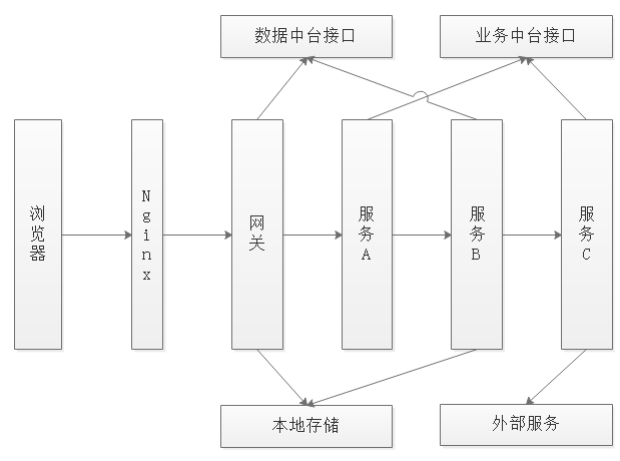 数据中台接口
业务中台接口
浏览器
Nginx
网关
服务A
服务B
服务C
本地存储
外部服务